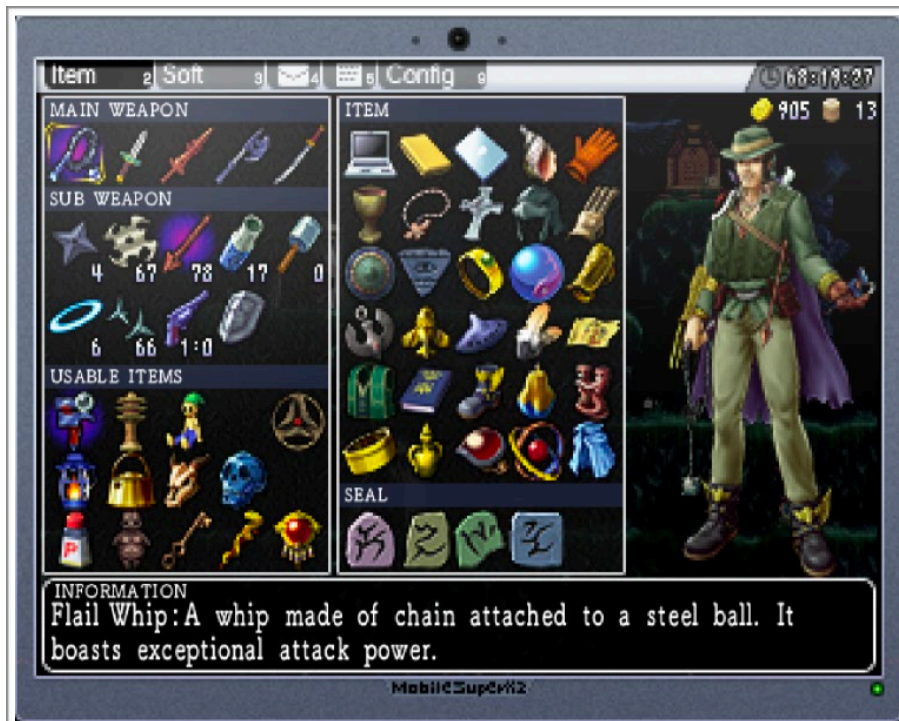 Item 2 Soft 3 4 5 Config 9 68:19:27
905 13
MAIN WEAPON
SUB WEAPON
4 67 78 17 0
6 66 1:0
USABLE ITEMS
P
ITEM
SEAL
INFORMATION
Flail Whip:A whip made of chain attached to a steel ball. It
boasts exceptional attack power.
MobileSuperX2